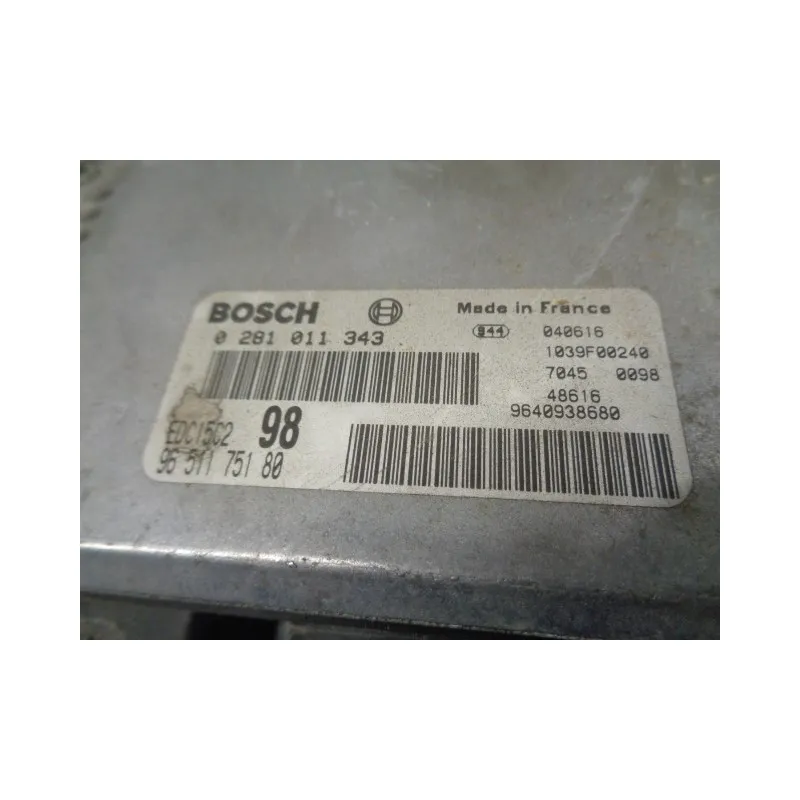 BOSCH Made in France
0 281 011 343 944 040616
1039F00240
7045 0098
48616
9640938680
EDC15C2 98
96 511 751 80